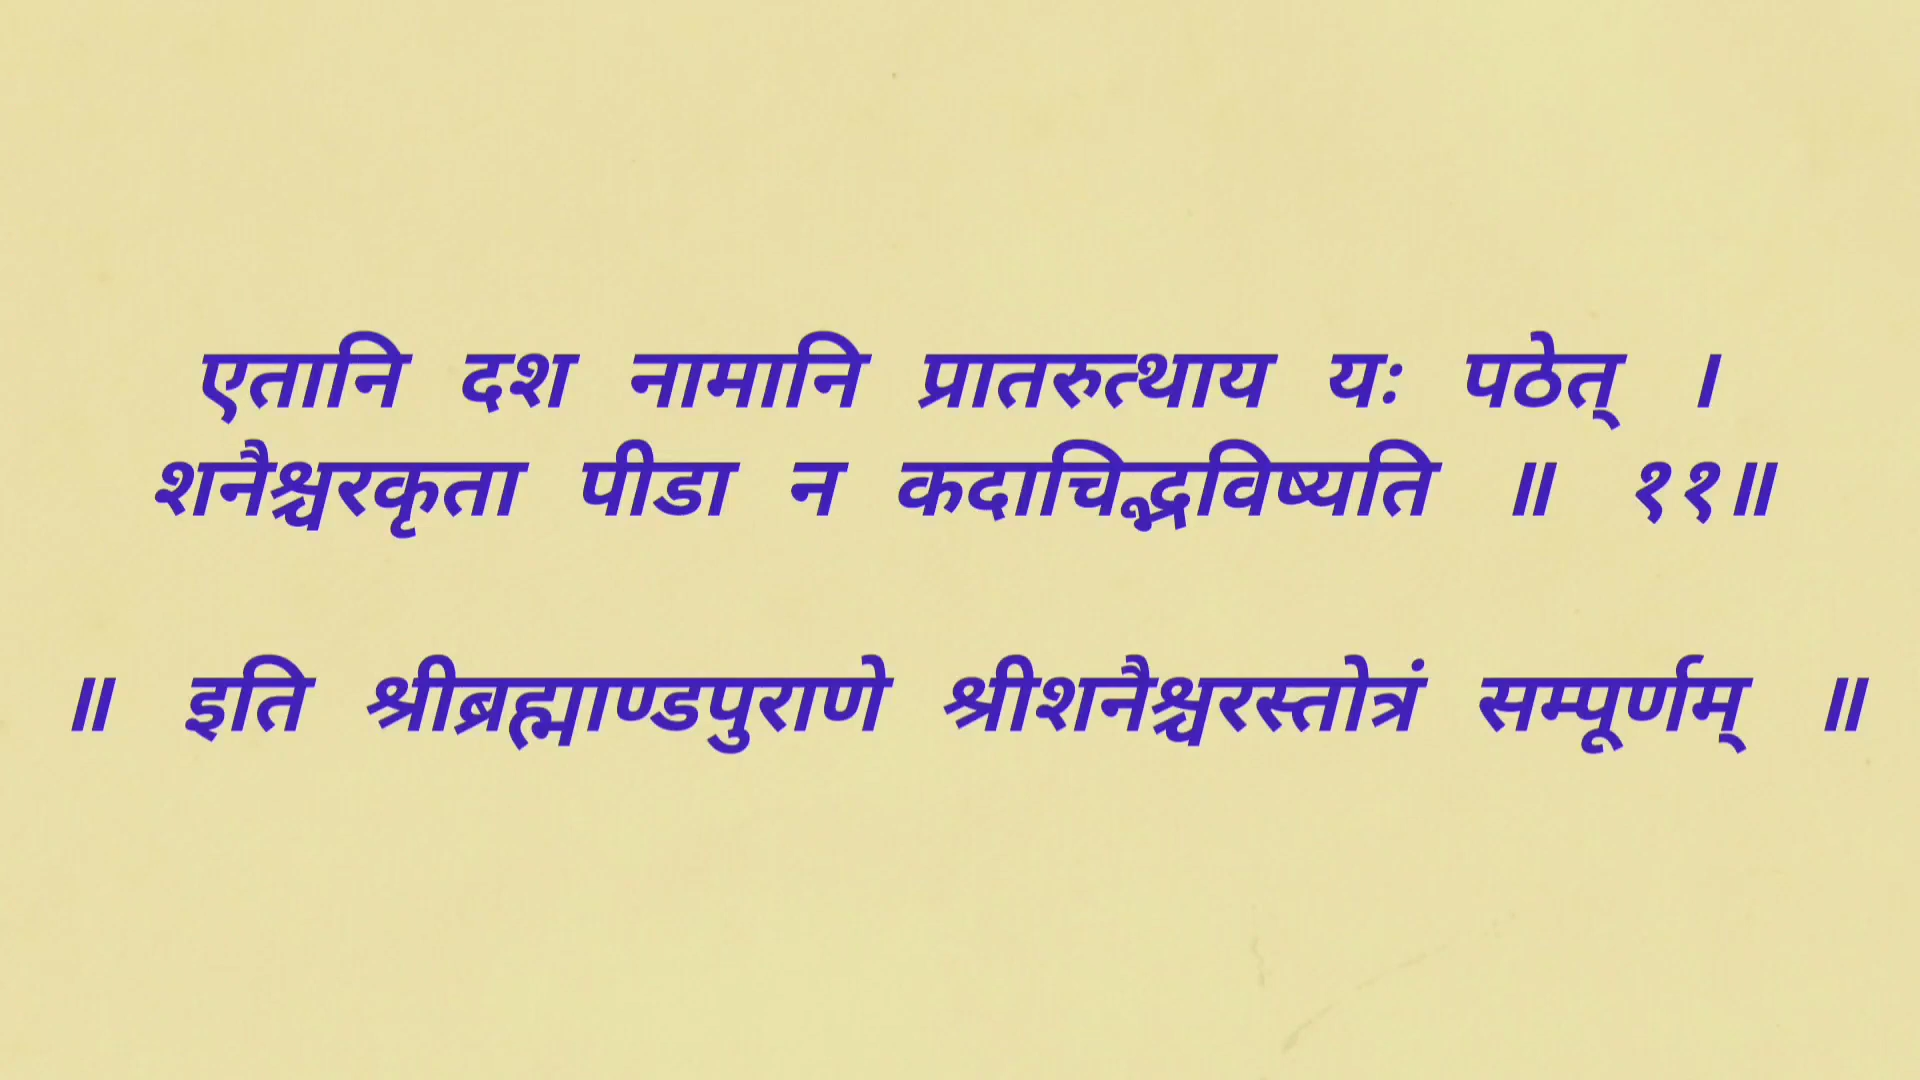 एतानि दश नामानि प्रातरुत्थाय यः पठेत् ।
शनैश्चरकृता पीडा न कदाचिद्भविष्यति ॥ ११॥
॥ इति श्रीब्रह्माण्डपुराणे श्रीशनैश्चरस्तोत्रं सम्पूर्णम् ॥